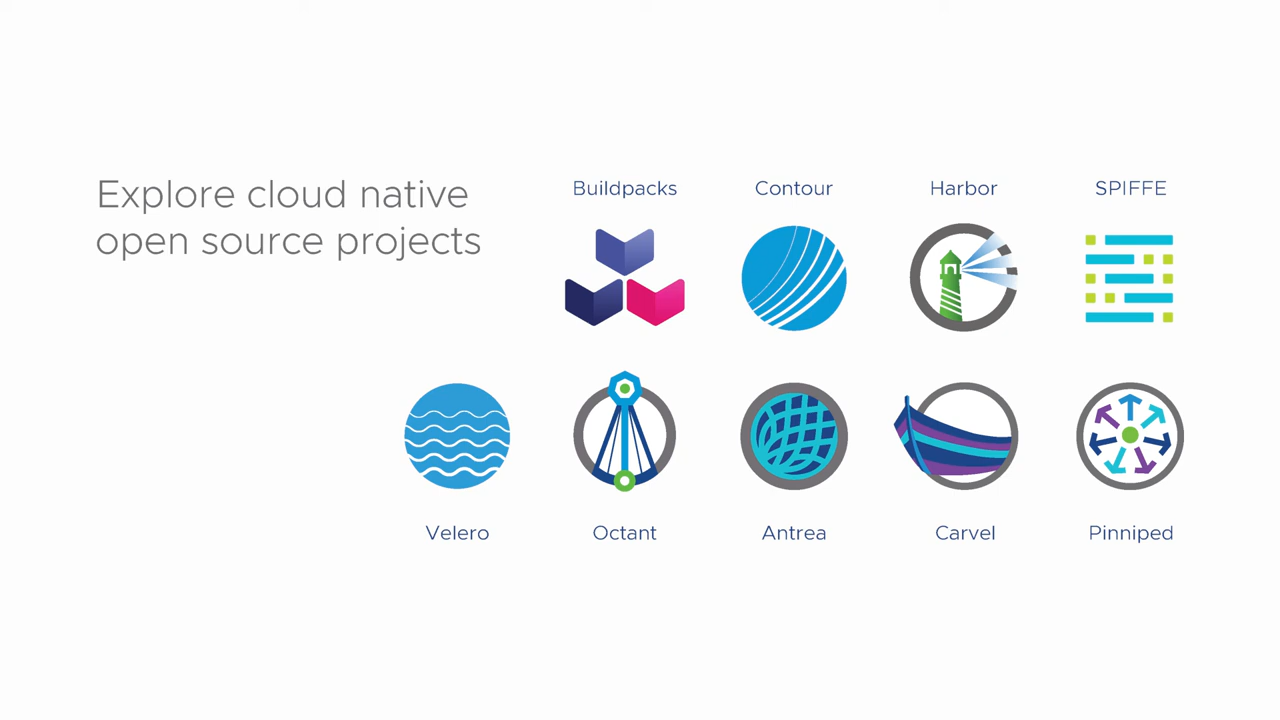 Explore cloud native
open source projects
Buildpacks
Contour
Harbor
SPIFFE
Velero
Octant
Antrea
Carvel
Pinniped